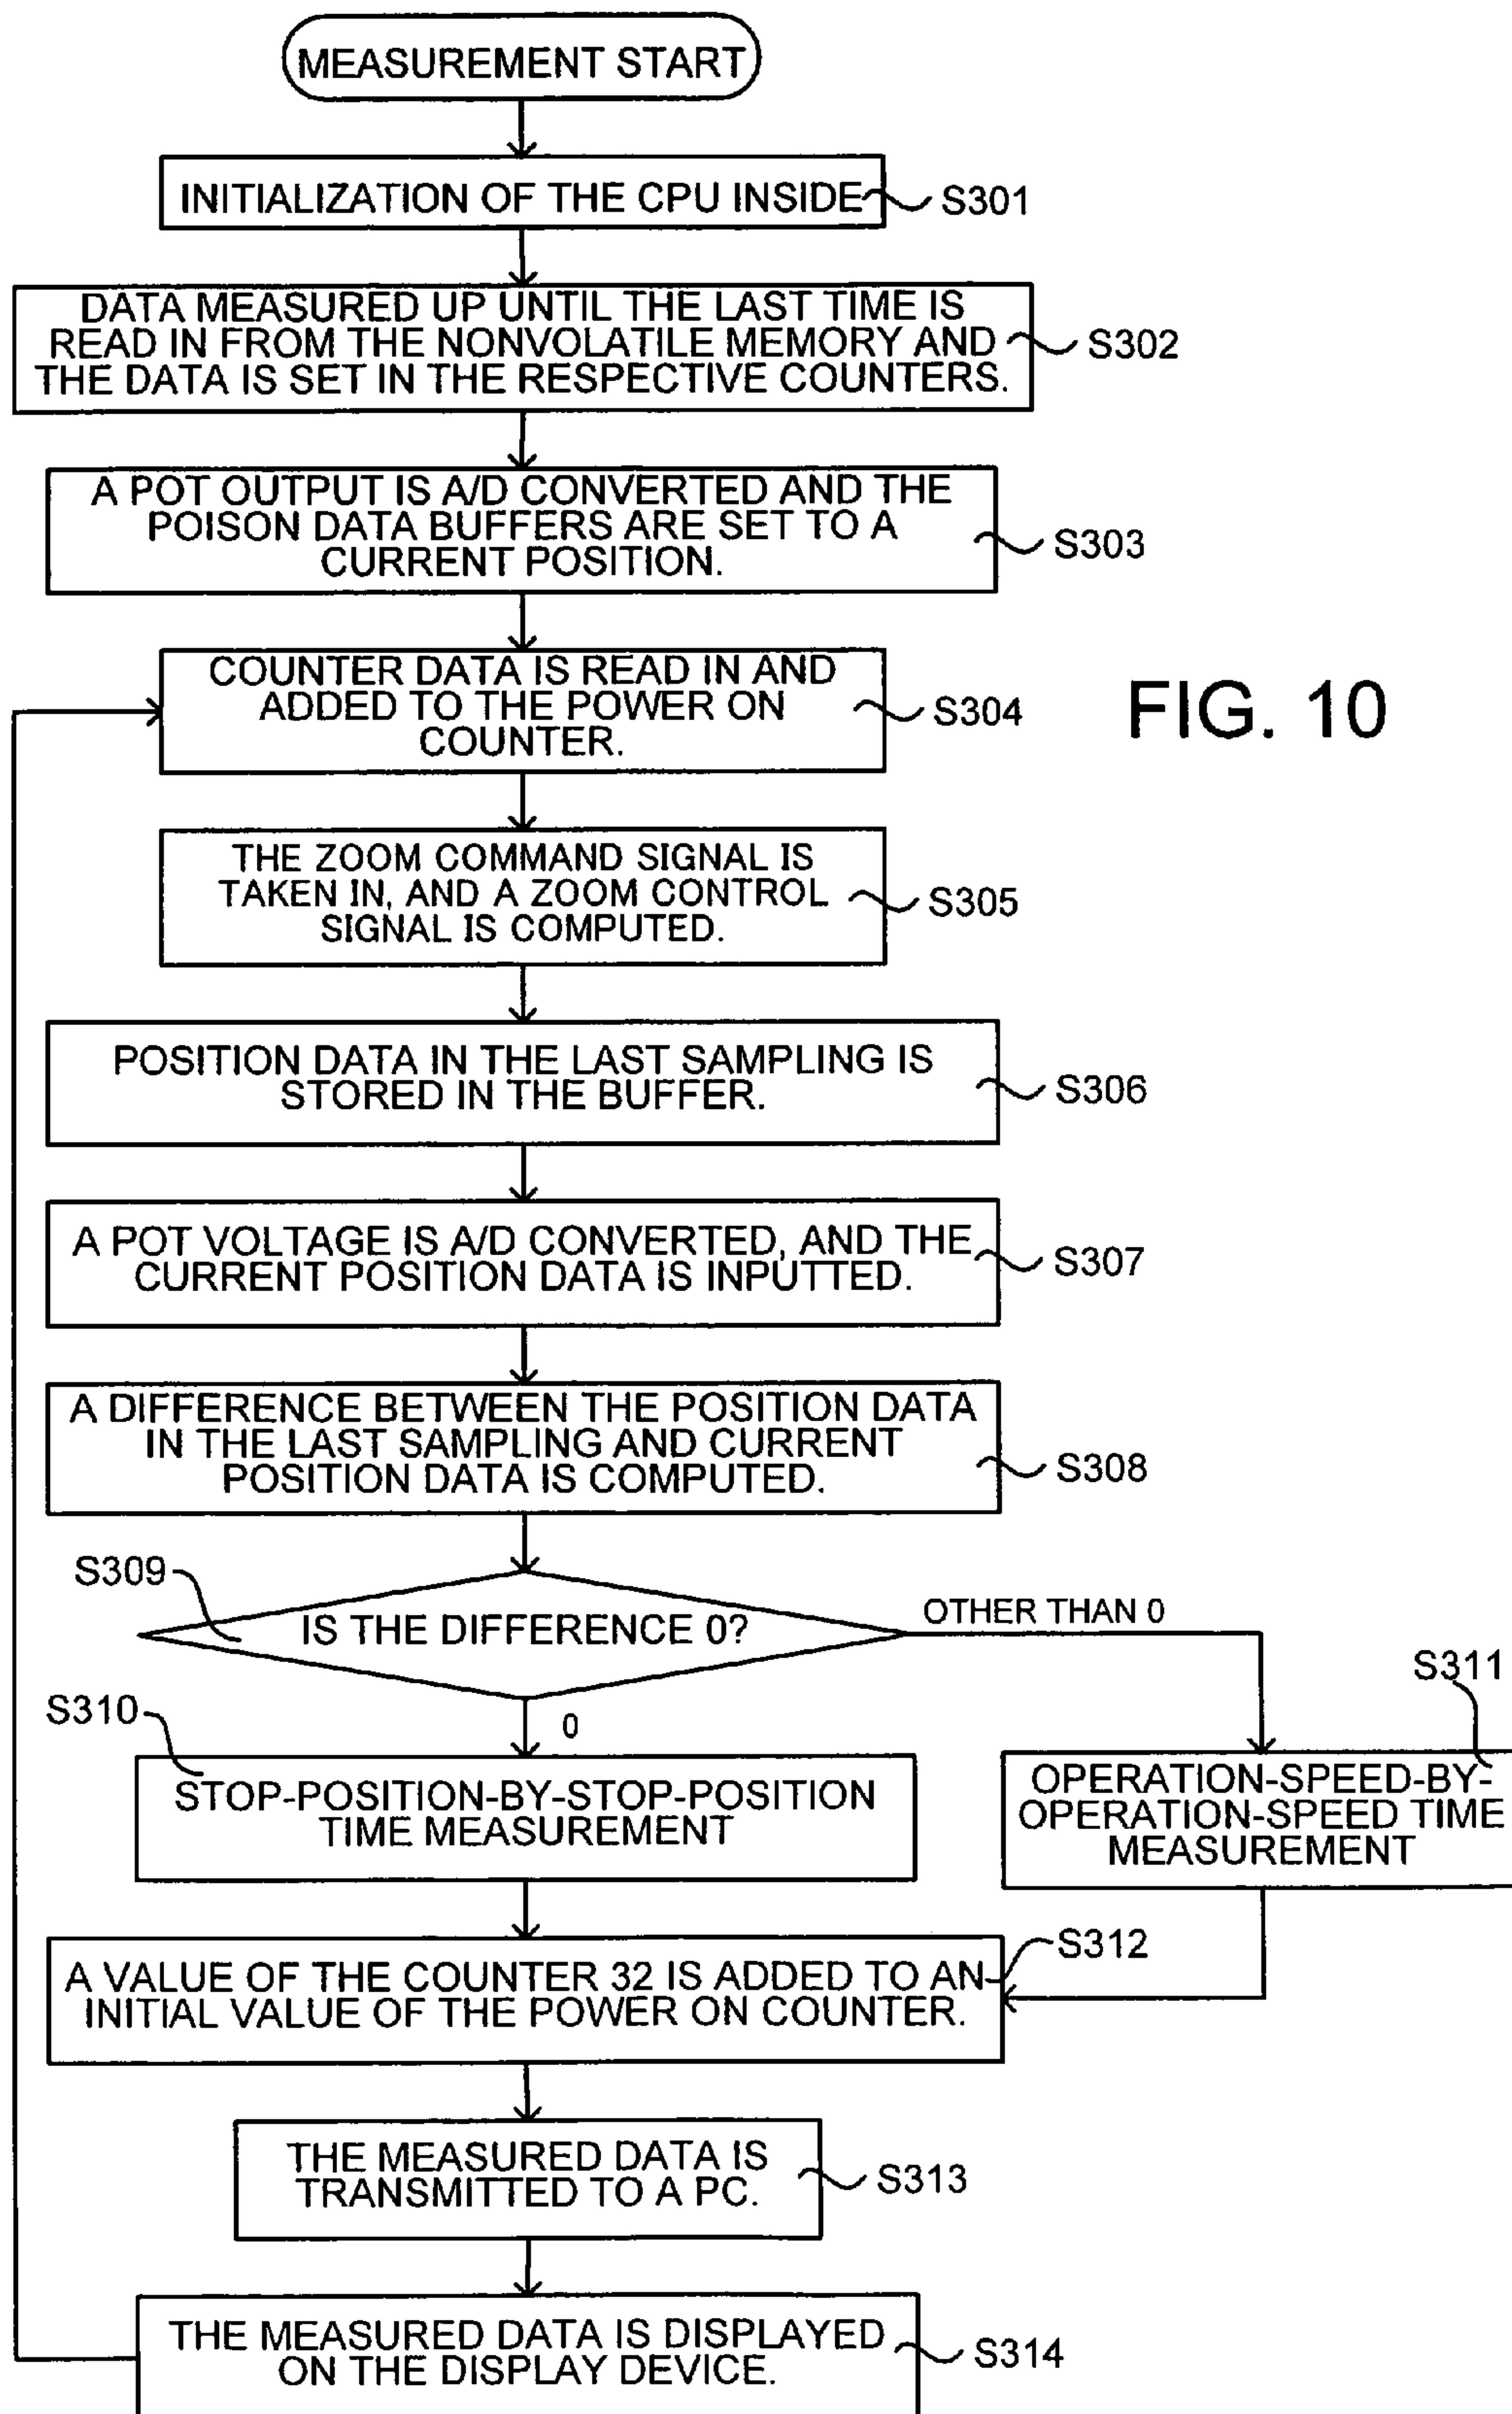 MEASUREMENT START
INITIALIZATION OF THE CPU INSIDE
S301
DATA MEASURED UP UNTIL THE LAST TIME IS
READ IN FROM THE NONVOLATILE MEMORY AND
THE DATA IS SET IN THE RESPECTIVE COUNTERS.
S302
A POT OUTPUT IS A/D CONVERTED AND THE
POISON DATA BUFFERS ARE SET TO A
CURRENT POSITION.
S303
COUNTER DATA IS READ IN AND
ADDED TO THE POWER ON
COUNTER.
S304
FIG. 10
THE ZOOM COMMAND SIGNAL IS
TAKEN IN, AND A ZOOM CONTROL
SIGNAL IS COMPUTED.
S305
POSITION DATA IN THE LAST SAMPLING IS
STORED IN THE BUFFER.
S306
A POT VOLTAGE IS A/D CONVERTED, AND THE
CURRENT POSITION DATA IS INPUTTED.
S307
A DIFFERENCE BETWEEN THE POSITION DATA
IN THE LAST SAMPLING AND CURRENT
POSITION DATA IS COMPUTED.
S308
S309
IS THE DIFFERENCE 0?
OTHER THAN 0
S310
0
STOP-POSITION-BY-STOP-POSITION
TIME MEASUREMENT
S311
OPERATION-SPEED-BY-
OPERATION-SPEED TIME
MEASUREMENT
S312
A VALUE OF THE COUNTER 32 IS ADDED TO AN
INITIAL VALUE OF THE POWER ON COUNTER.
THE MEASURED DATA IS
TRANSMITTED TO A PC.
S313
THE MEASURED DATA IS DISPLAYED
ON THE DISPLAY DEVICE.
S314